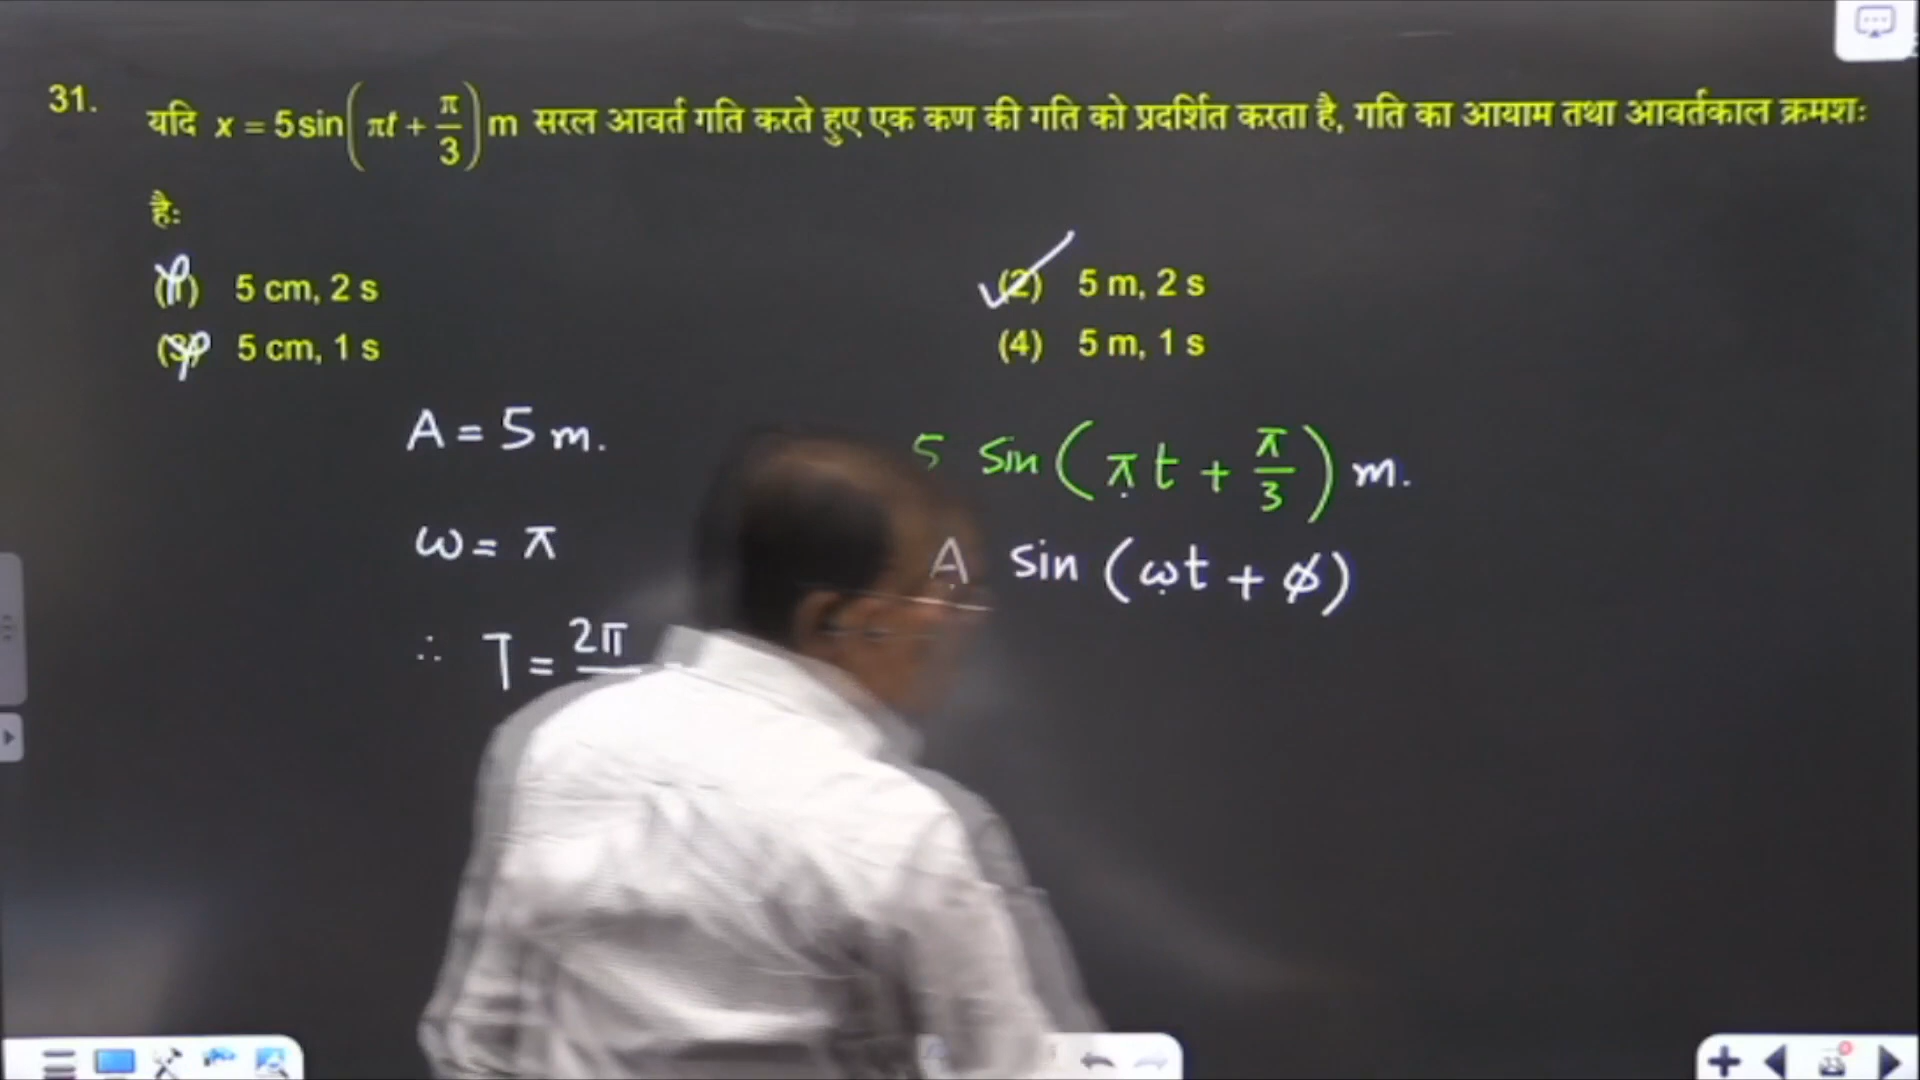 31. यदि x = 5 sin(πt + π/3) m सरल आवर्त गति करते हुए एक कण की गति को प्रदर्शित करता है, गति का आयाम तथा आवर्तकाल क्रमशः
है:
(1) 5 cm, 2 s
(2) 5 m, 2 s
(3) 5 cm, 1 s
(4) 5 m, 1 s
A = 5 m.
5 sin(πt + π/3) m.
ω = π
A sin(ωt + φ)
∴ T = 2π